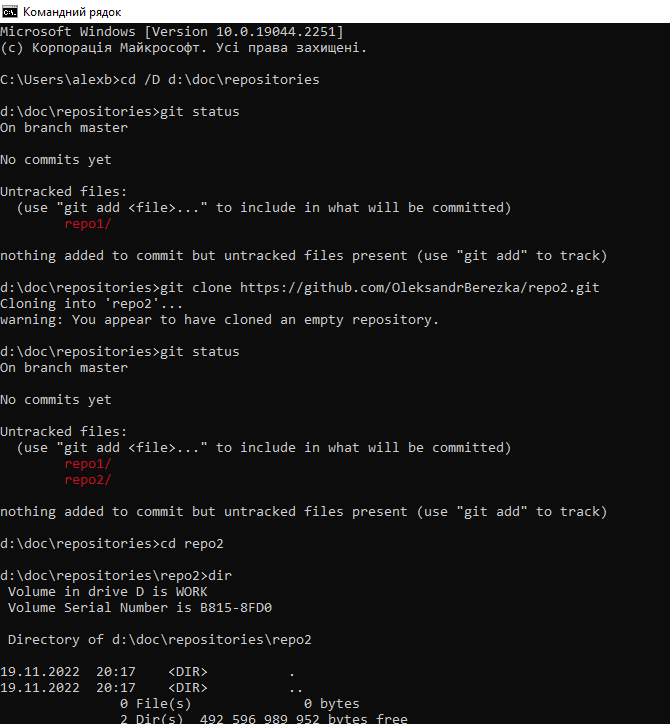 Командний рядок
Microsoft Windows [Version 10.0.19044.2251]
(c) Корпорація Майкрософт. Усі права захищені.
C:\Users\alexb>cd /D d:\doc\repositories
d:\doc\repositories>git status
On branch master
No commits yet
Untracked files:
  (use "git add <file>..." to include in what will be committed)
        repo1/
nothing added to commit but untracked files present (use "git add" to track)
d:\doc\repositories>git clone https://github.com/OleksandrBerezka/repo2.git
Cloning into 'repo2'...
warning: You appear to have cloned an empty repository.
d:\doc\repositories>git status
On branch master
No commits yet
Untracked files:
  (use "git add <file>..." to include in what will be committed)
        repo1/
        repo2/
nothing added to commit but untracked files present (use "git add" to track)
d:\doc\repositories>cd repo2
d:\doc\repositories\repo2>dir
 Volume in drive D is WORK
 Volume Serial Number is B815-8FD0
 Directory of d:\doc\repositories\repo2
19.11.2022  20:17    <DIR>          .
19.11.2022  20:17    <DIR>          ..
               0 File(s)              0 bytes
               2 Dir(s)  492 596 989 952 bytes free